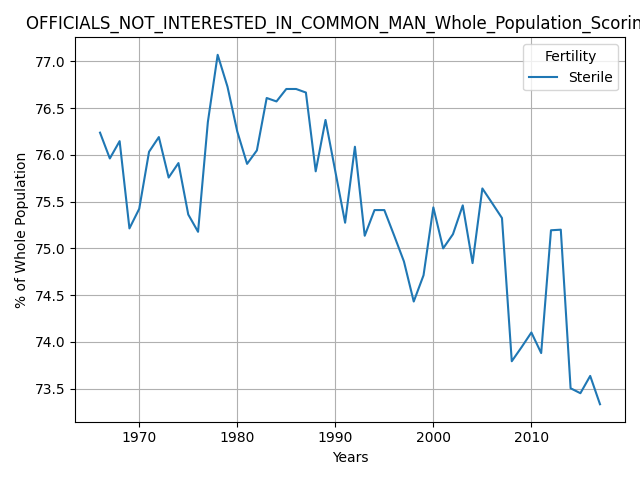 OFFICIALS_NOT_INTERESTED_IN_COMMON_MAN_Whole_Population_Scorin
Fertility
Sterile
77.0
76.5
76.0
75.5
75.0
74.5
74.0
73.5
% of Whole Population
1970 1980 1990 2000 2010
Years